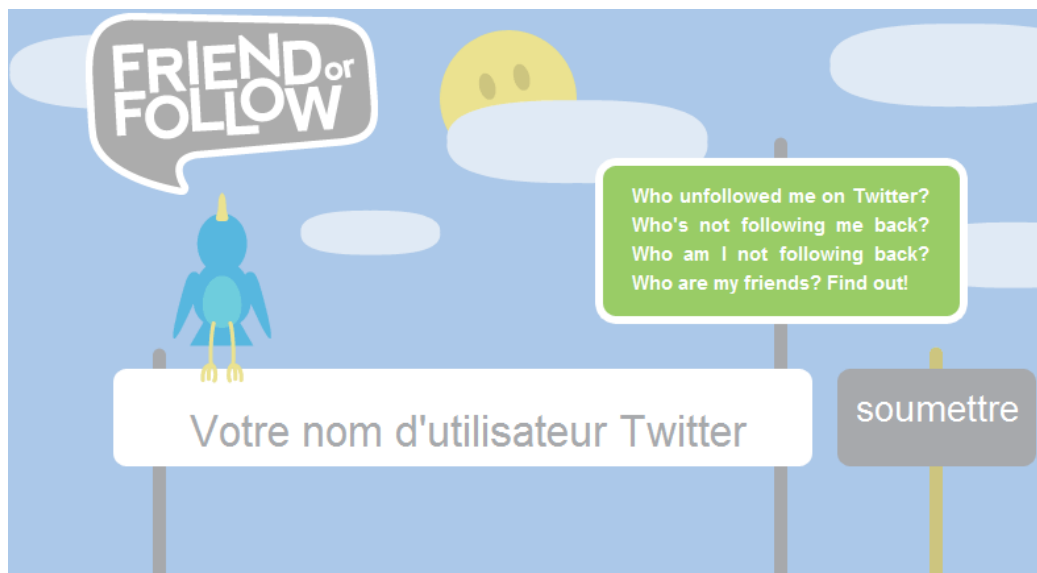 FRIEND or
FOLLOW
Who unfollowed me on Twitter?
Who's not following me back?
Who am I not following back?
Who are my friends? Find out!
Votre nom d'utilisateur Twitter
soumettre